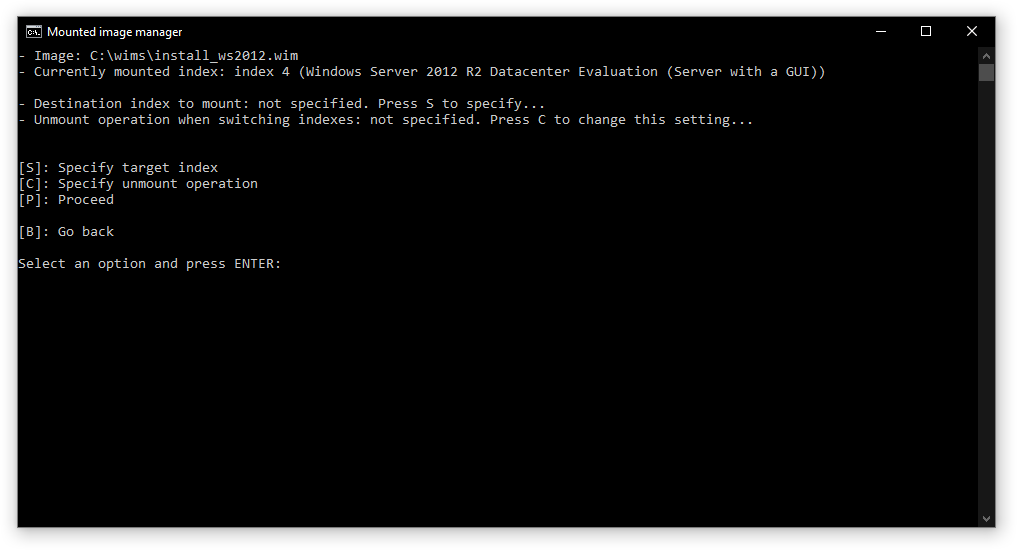 Mounted image manager
- Image: C:\wims\install_ws2012.wim
- Currently mounted index: index 4 (Windows Server 2012 R2 Datacenter Evaluation (Server with a GUI))
- Destination index to mount: not specified. Press S to specify...
- Unmount operation when switching indexes: not specified. Press C to change this setting...
[S]: Specify target index
[C]: Specify unmount operation
[P]: Proceed
[B]: Go back
Select an option and press ENTER: